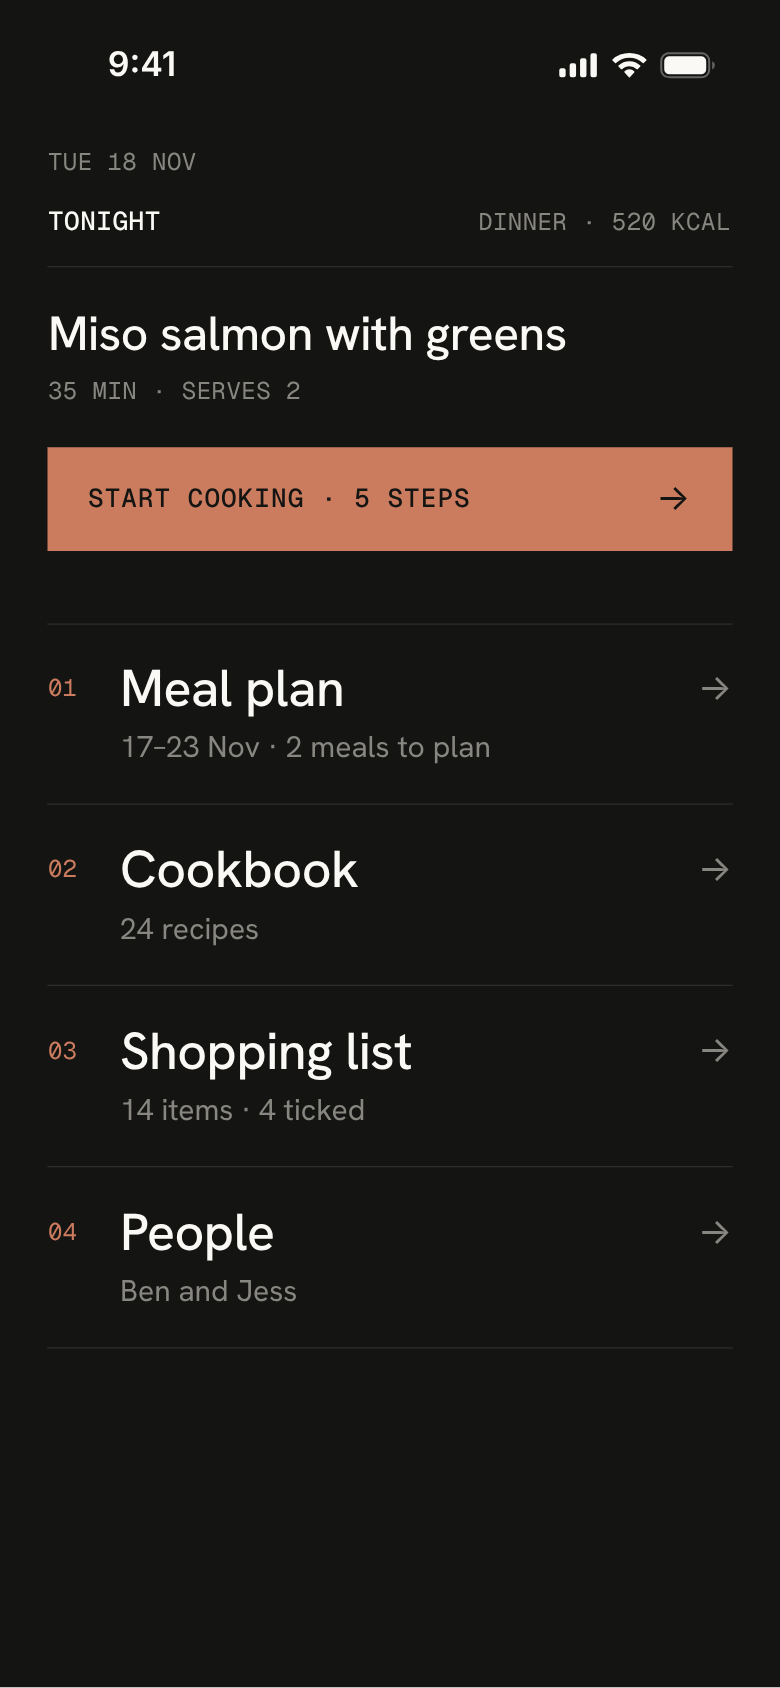 9:41
TUE 18 NOV
TONIGHT DINNER · 520 KCAL
Miso salmon with greens
35 MIN · SERVES 2
START COOKING · 5 STEPS →
01 Meal plan →
17–23 Nov · 2 meals to plan
02 Cookbook →
24 recipes
03 Shopping list →
14 items · 4 ticked
04 People →
Ben and Jess